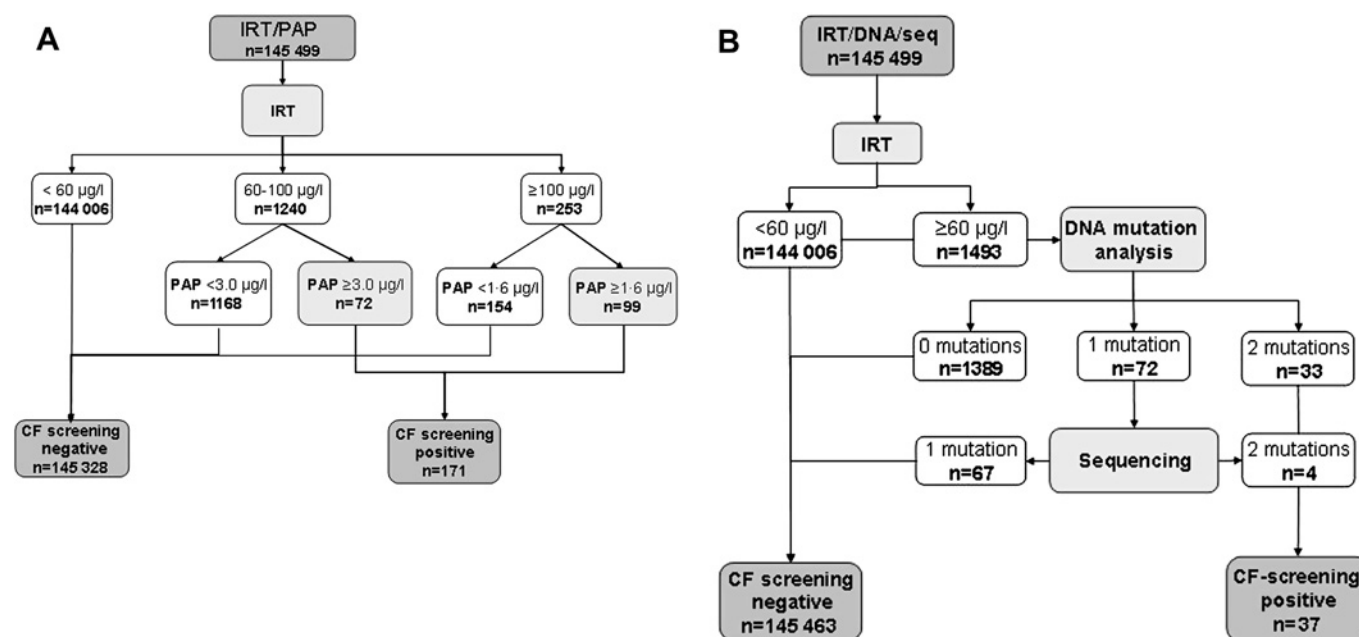 A
IRT/PAP
n=145 499
IRT
< 60 µg/l
n=144 006
60-100 µg/l
n=1240
≥100 µg/l
n=253
PAP <3.0 µg/l
n=1168
PAP ≥3.0 µg/l
n=72
PAP <1·6 µg/l
n=154
PAP ≥1·6 µg/l
n=99
CF screening
negative
n=145 328
CF screening
positive
n=171
B
IRT/DNA/seq
n=145 499
IRT
<60 µg/l
n=144 006
≥60 µg/l
n=1493
DNA mutation
analysis
0 mutations
n=1389
1 mutation
n=72
2 mutations
n=33
1 mutation
n=67
Sequencing
2 mutations
n=4
CF screening
negative
n=145 463
CF-screening
positive
n=37